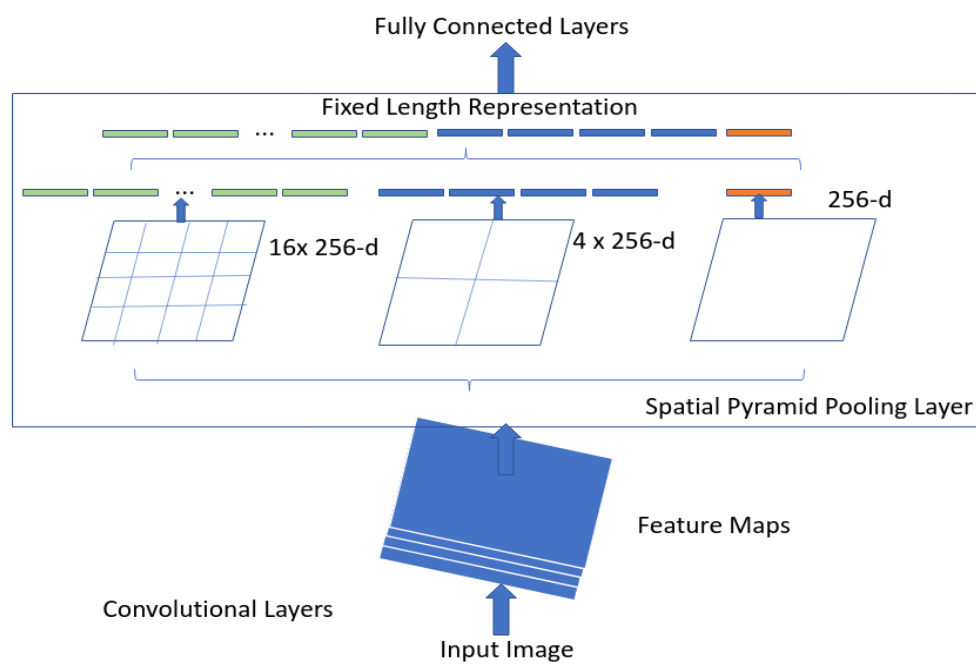 Fully Connected Layers
Fixed Length Representation
...
...
256-d
16x 256-d
4 x 256-d
Spatial Pyramid Pooling Layer
Feature Maps
Convolutional Layers
Input Image